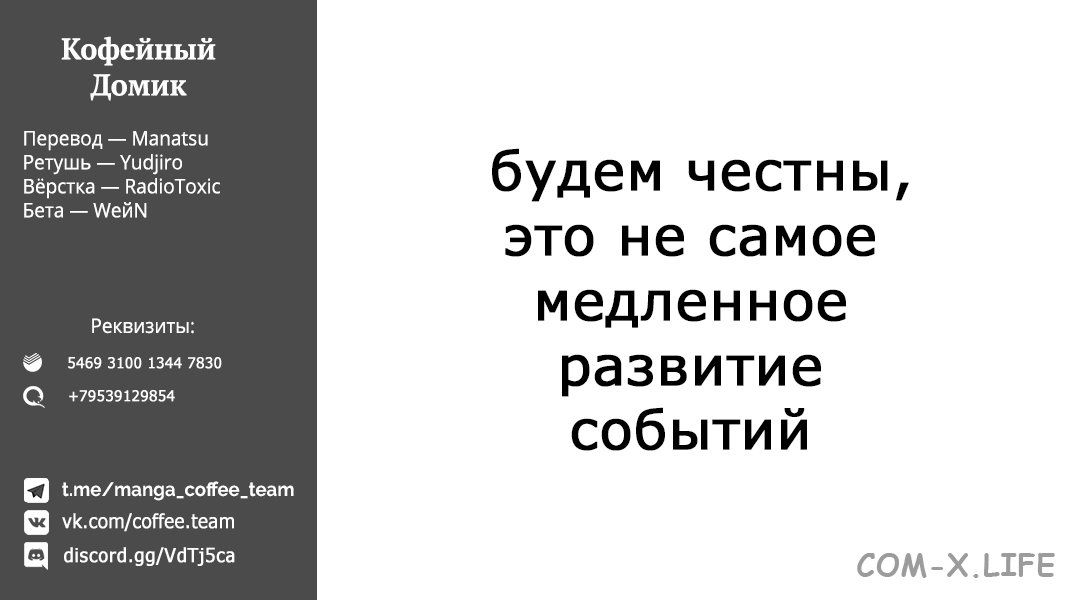 Кофейный
Домик
Перевод — Manatsu
Ретушь — Yudjiro
Вёрстка — RadioToxic
Бета — WeйN
Реквизиты:
5469 3100 1344 7830
+79539129854
t.me/manga_coffee_team
vk.com/coffee.team
discord.gg/VdTj5ca
будем честны,
это не самое
медленное
развитие
событий
COM-X.LIFE